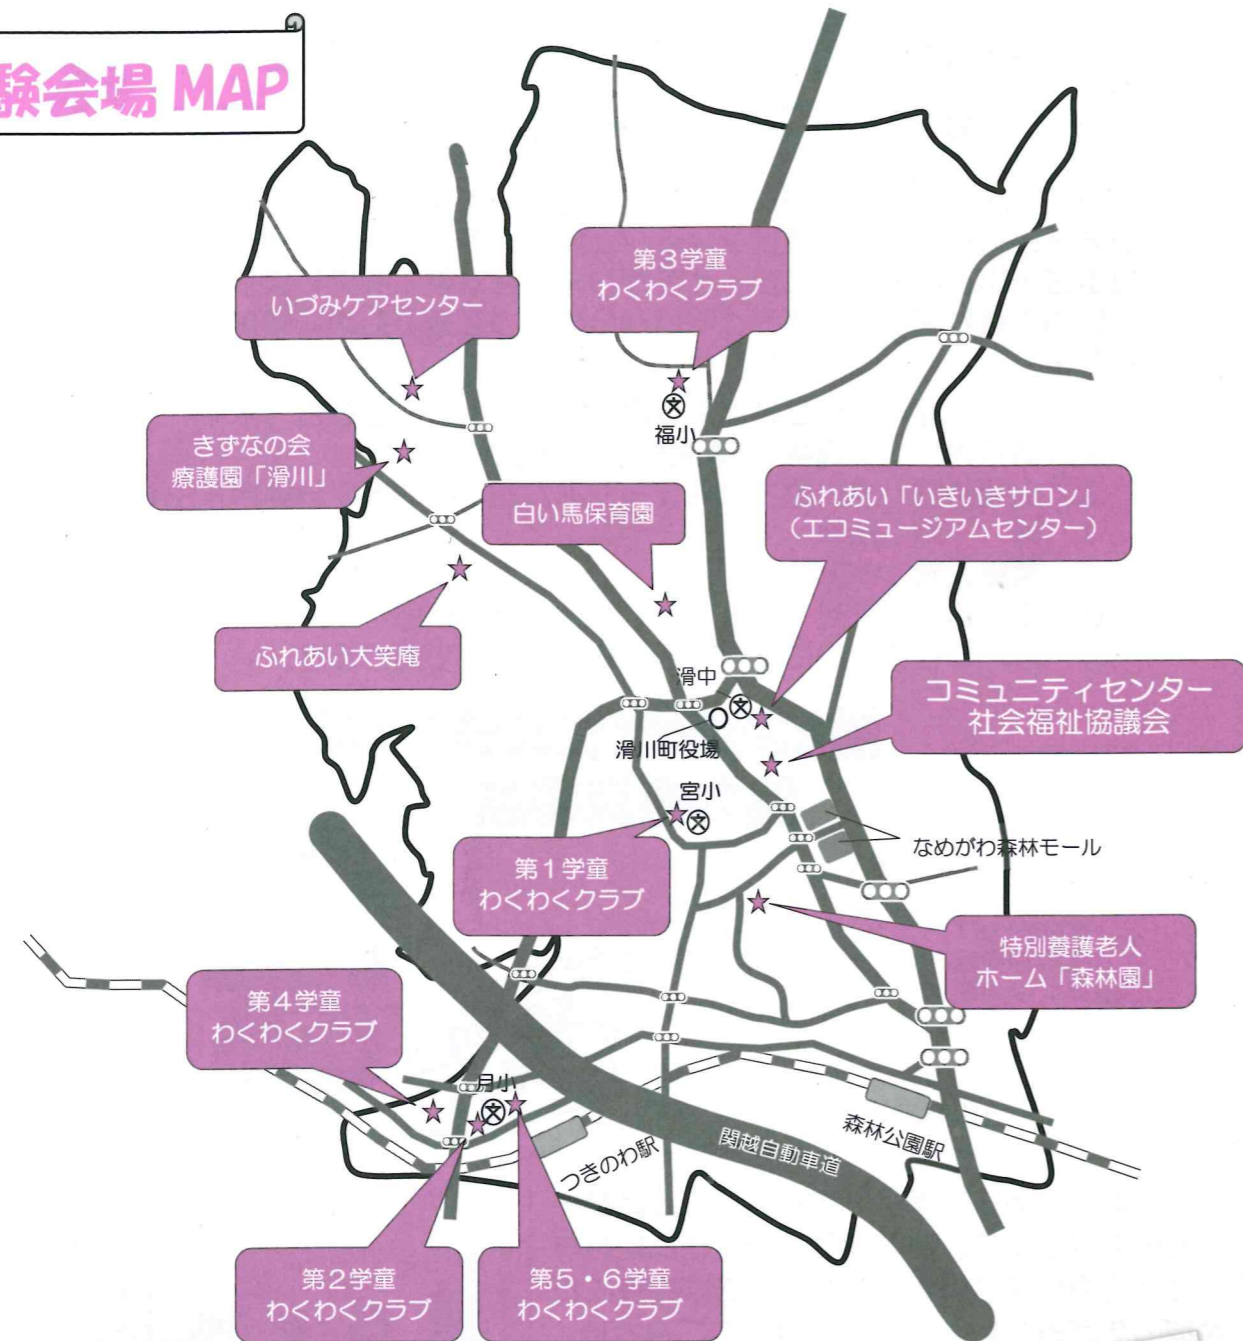 験会場 MAP
第3学童
わくわくクラブ
いづみケアセンター
福小
きずなの会
療護園「滑川」
白い馬保育園
ふれあい「いきいきサロン」
（エコミュージアムセンター）
ふれあい大笑庵
滑中
コミュニティセンター
社会福祉協議会
滑川町役場
宮小
なめがわ森林モール
第1学童
わくわくクラブ
特別養護老人
ホーム「森林園」
第4学童
わくわくクラブ
月小
つきのわ駅
関越自動車道
森林公園駅
第2学童
わくわくクラブ
第5・6学童
わくわくクラブ